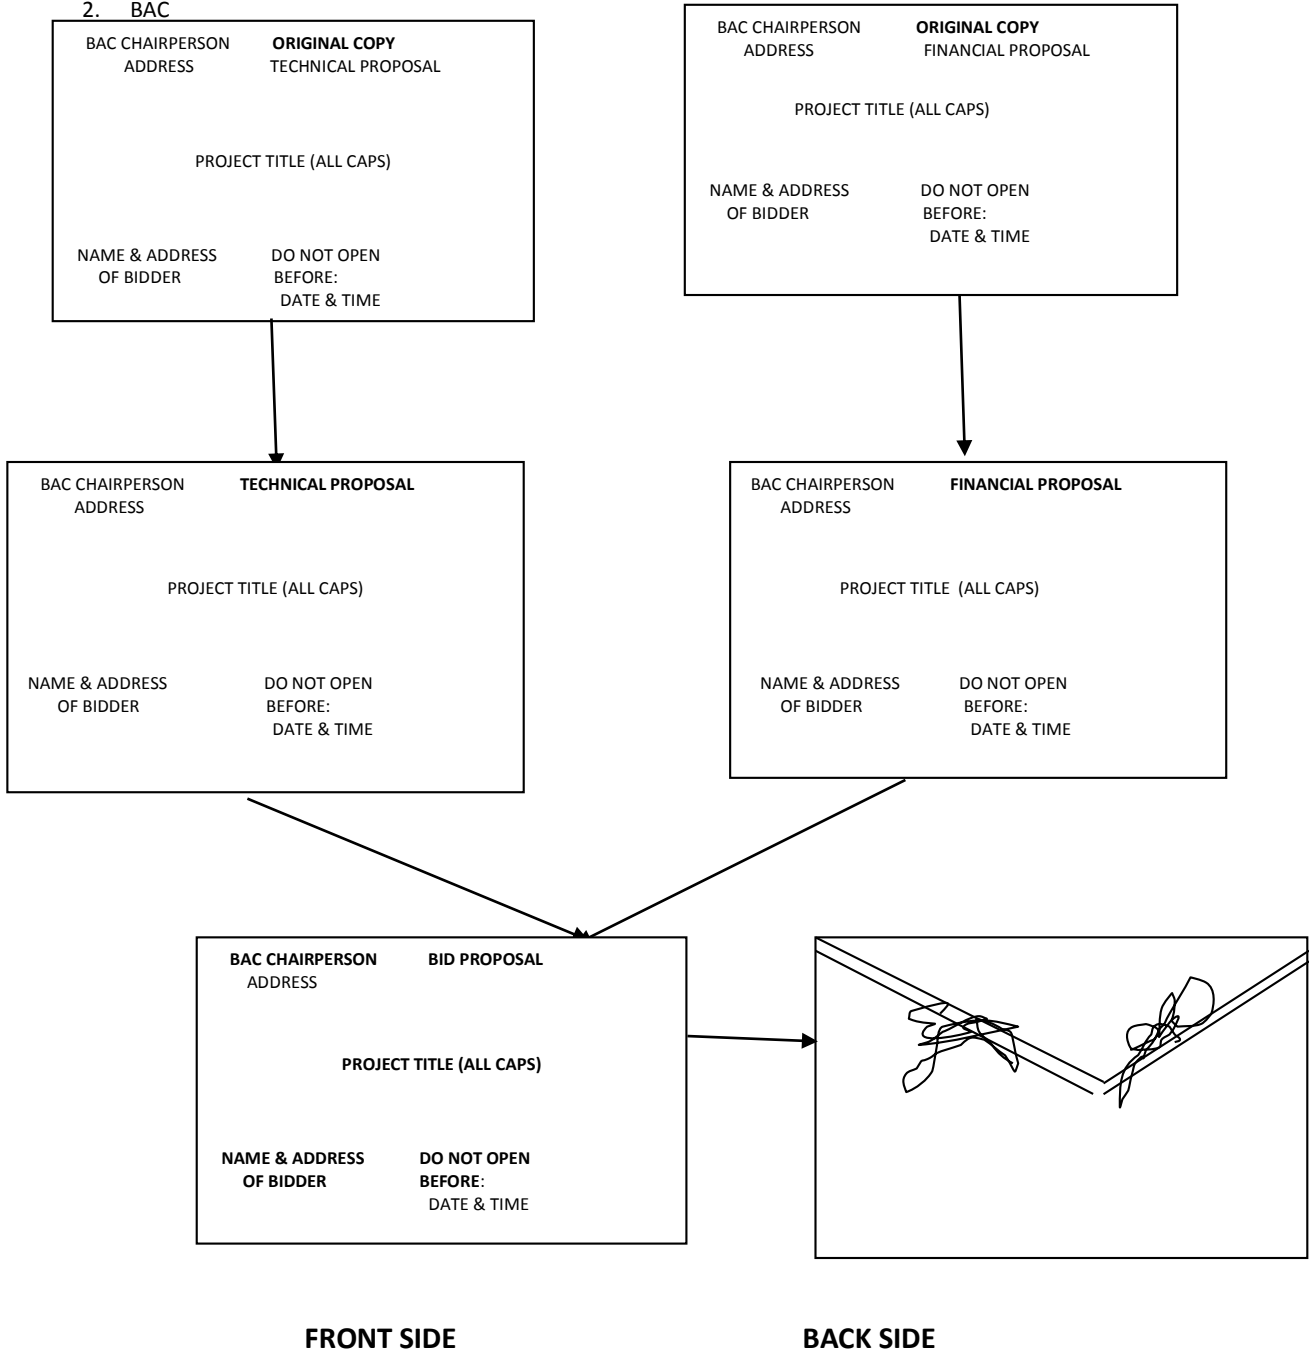 2. BAC
BAC CHAIRPERSON ORIGINAL COPY
ADDRESS TECHNICAL PROPOSAL
PROJECT TITLE (ALL CAPS)
NAME & ADDRESS DO NOT OPEN
OF BIDDER BEFORE:
DATE & TIME
BAC CHAIRPERSON ORIGINAL COPY
ADDRESS FINANCIAL PROPOSAL
PROJECT TITLE (ALL CAPS)
NAME & ADDRESS DO NOT OPEN
OF BIDDER BEFORE:
DATE & TIME
BAC CHAIRPERSON TECHNICAL PROPOSAL
ADDRESS
PROJECT TITLE (ALL CAPS)
NAME & ADDRESS DO NOT OPEN
OF BIDDER BEFORE:
DATE & TIME
BAC CHAIRPERSON FINANCIAL PROPOSAL
ADDRESS
PROJECT TITLE (ALL CAPS)
NAME & ADDRESS DO NOT OPEN
OF BIDDER BEFORE:
DATE & TIME
BAC CHAIRPERSON BID PROPOSAL
ADDRESS
PROJECT TITLE (ALL CAPS)
NAME & ADDRESS DO NOT OPEN
OF BIDDER BEFORE:
DATE & TIME
FRONT SIDE BACK SIDE